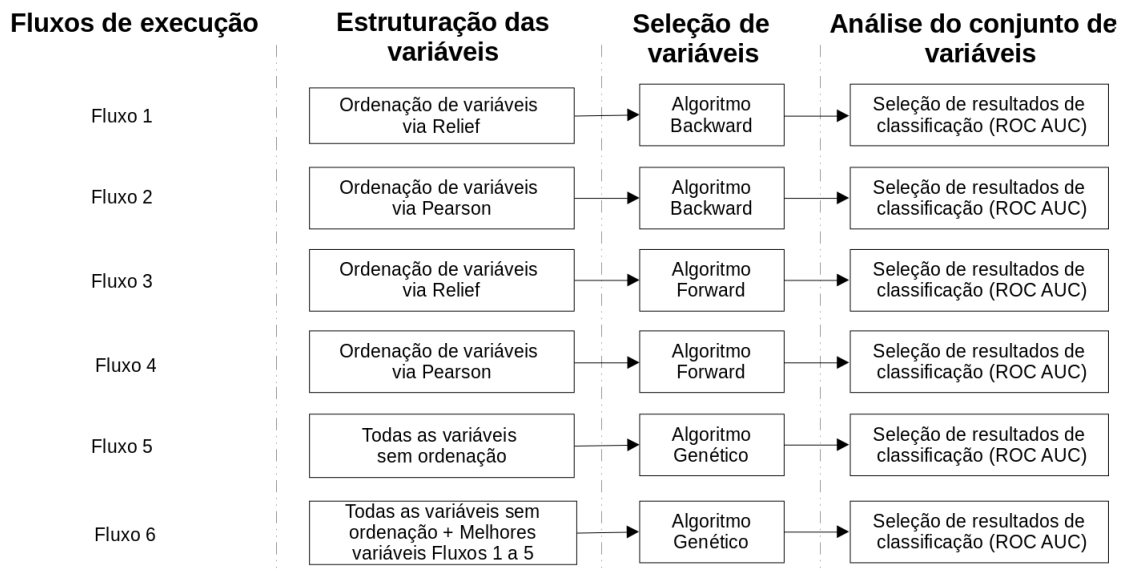 Fluxos de execução
Estruturação das
variáveis
Seleção de
variáveis
Análise do conjunto de
variáveis
Fluxo 1
Ordenação de variáveis
via Relief
Algoritmo
Backward
Seleção de resultados de
classificação (ROC AUC)
Fluxo 2
Ordenação de variáveis
via Pearson
Algoritmo
Backward
Seleção de resultados de
classificação (ROC AUC)
Fluxo 3
Ordenação de variáveis
via Relief
Algoritmo
Forward
Seleção de resultados de
classificação (ROC AUC)
Fluxo 4
Ordenação de variáveis
via Pearson
Algoritmo
Forward
Seleção de resultados de
classificação (ROC AUC)
Fluxo 5
Todas as variáveis
sem ordenação
Algoritmo
Genético
Seleção de resultados de
classificação (ROC AUC)
Fluxo 6
Todas as variáveis sem
ordenação + Melhores
variáveis Fluxos 1 a 5
Algoritmo
Genético
Seleção de resultados de
classificação (ROC AUC)